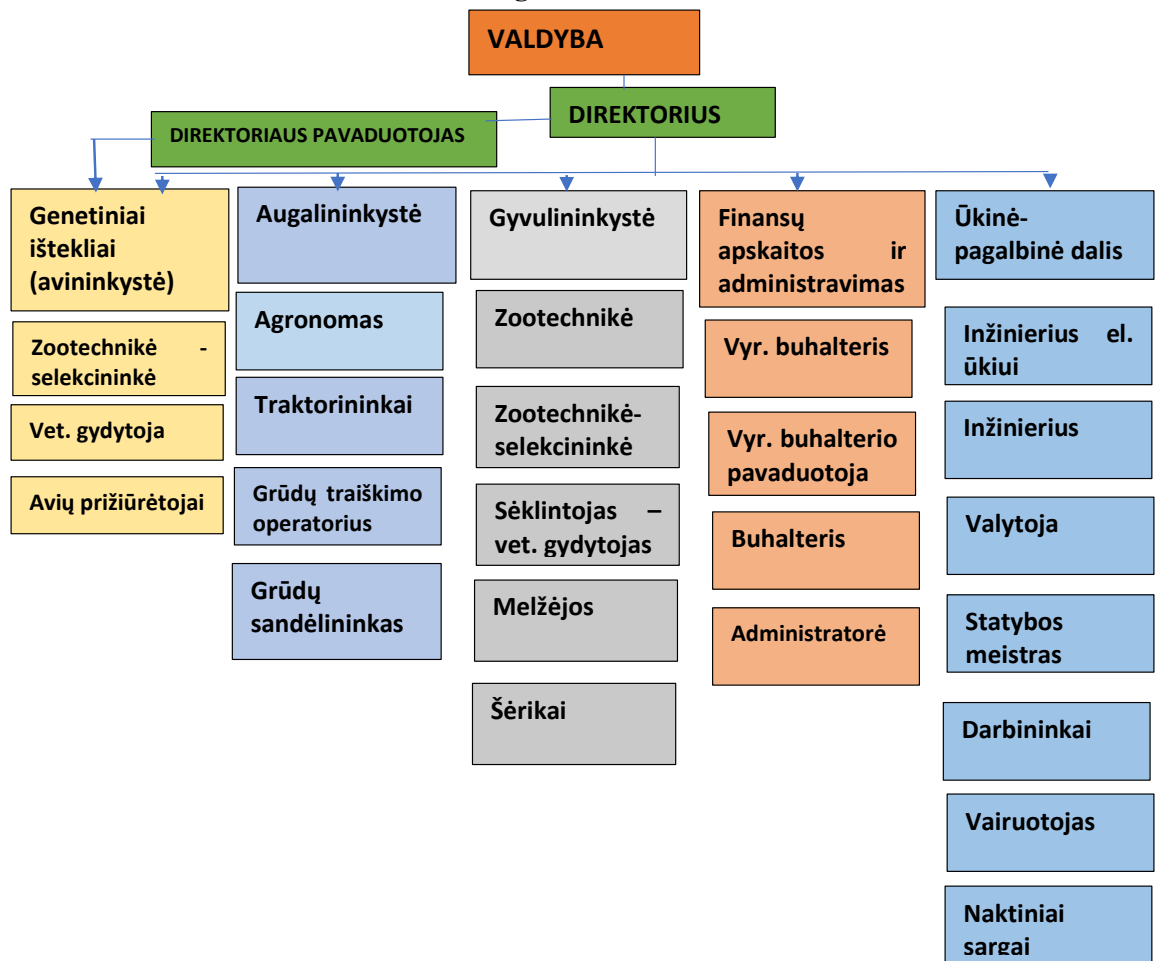 VALDYBA
DIREKTORIUS
DIREKTORIAUS PAVADUOTOJAS
Genetiniai
ištekliai
(avininkystė)
Zootechnikė -
selekcininkė
Vet. gydytoja
Avių prižiūrėtojai
Augalininkystė
Agronomas
Traktorininkai
Grūdų traiškimo
operatorius
Grūdų
sandėlininkas
Gyvulininkystė
Zootechnikė
Zootechnikė-
selekcininkė
Sėklintojas –
vet. gydytojas
Melžėjos
Šėrikai
Finansų
apskaitos ir
administravimas
Vyr. buhalteris
Vyr. buhalterio
pavaduotoja
Buhalteris
Administratorė
Ūkinė-
pagalbinė dalis
Inžinierius el.
ūkiui
Inžinierius
Valytoja
Statybos
meistras
Darbininkai
Vairuotojas
Naktiniai
sargai